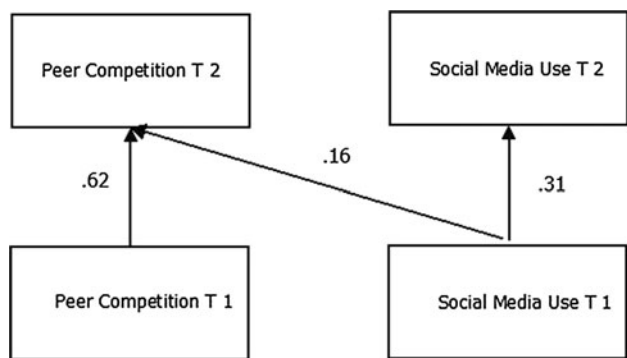 Peer Competition T 2
Social Media Use T 2
.16
.62
.31
Peer Competition T 1
Social Media Use T 1